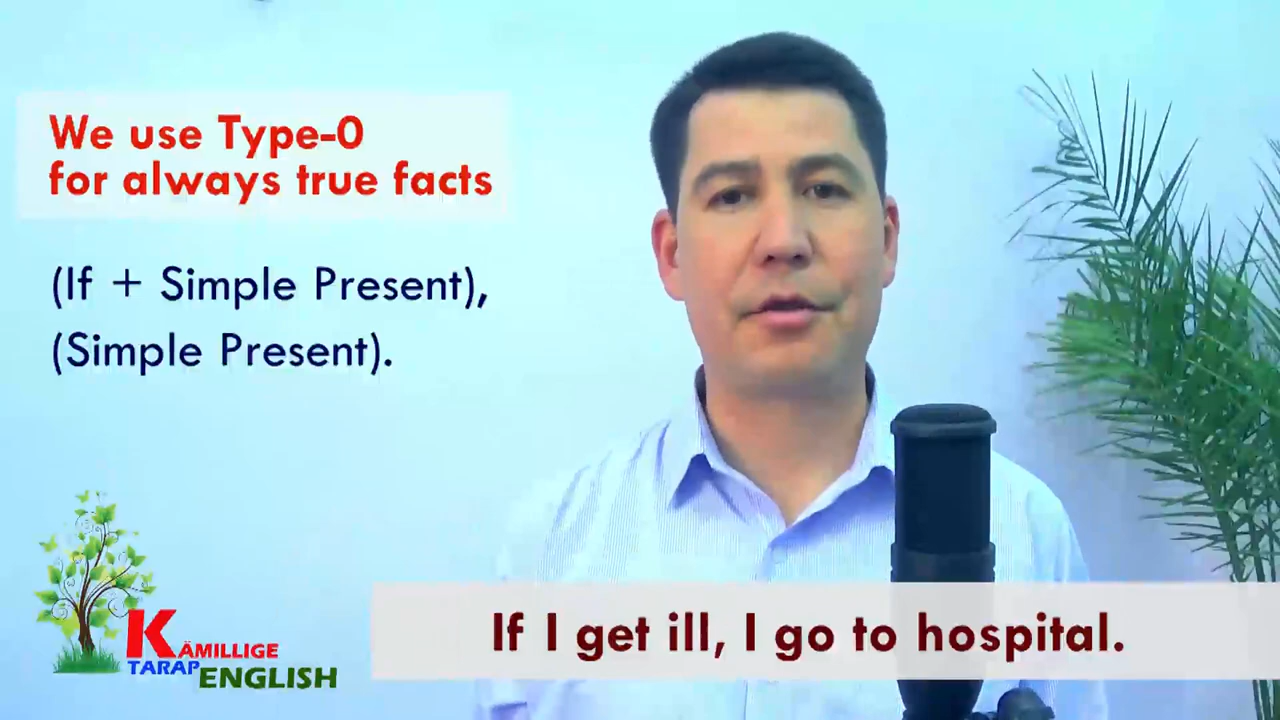 We use Type-0
for always true facts
(If + Simple Present),
(Simple Present).
KÄMILLIGE
TARAP ENGLISH
If I get ill, I go to hospital.